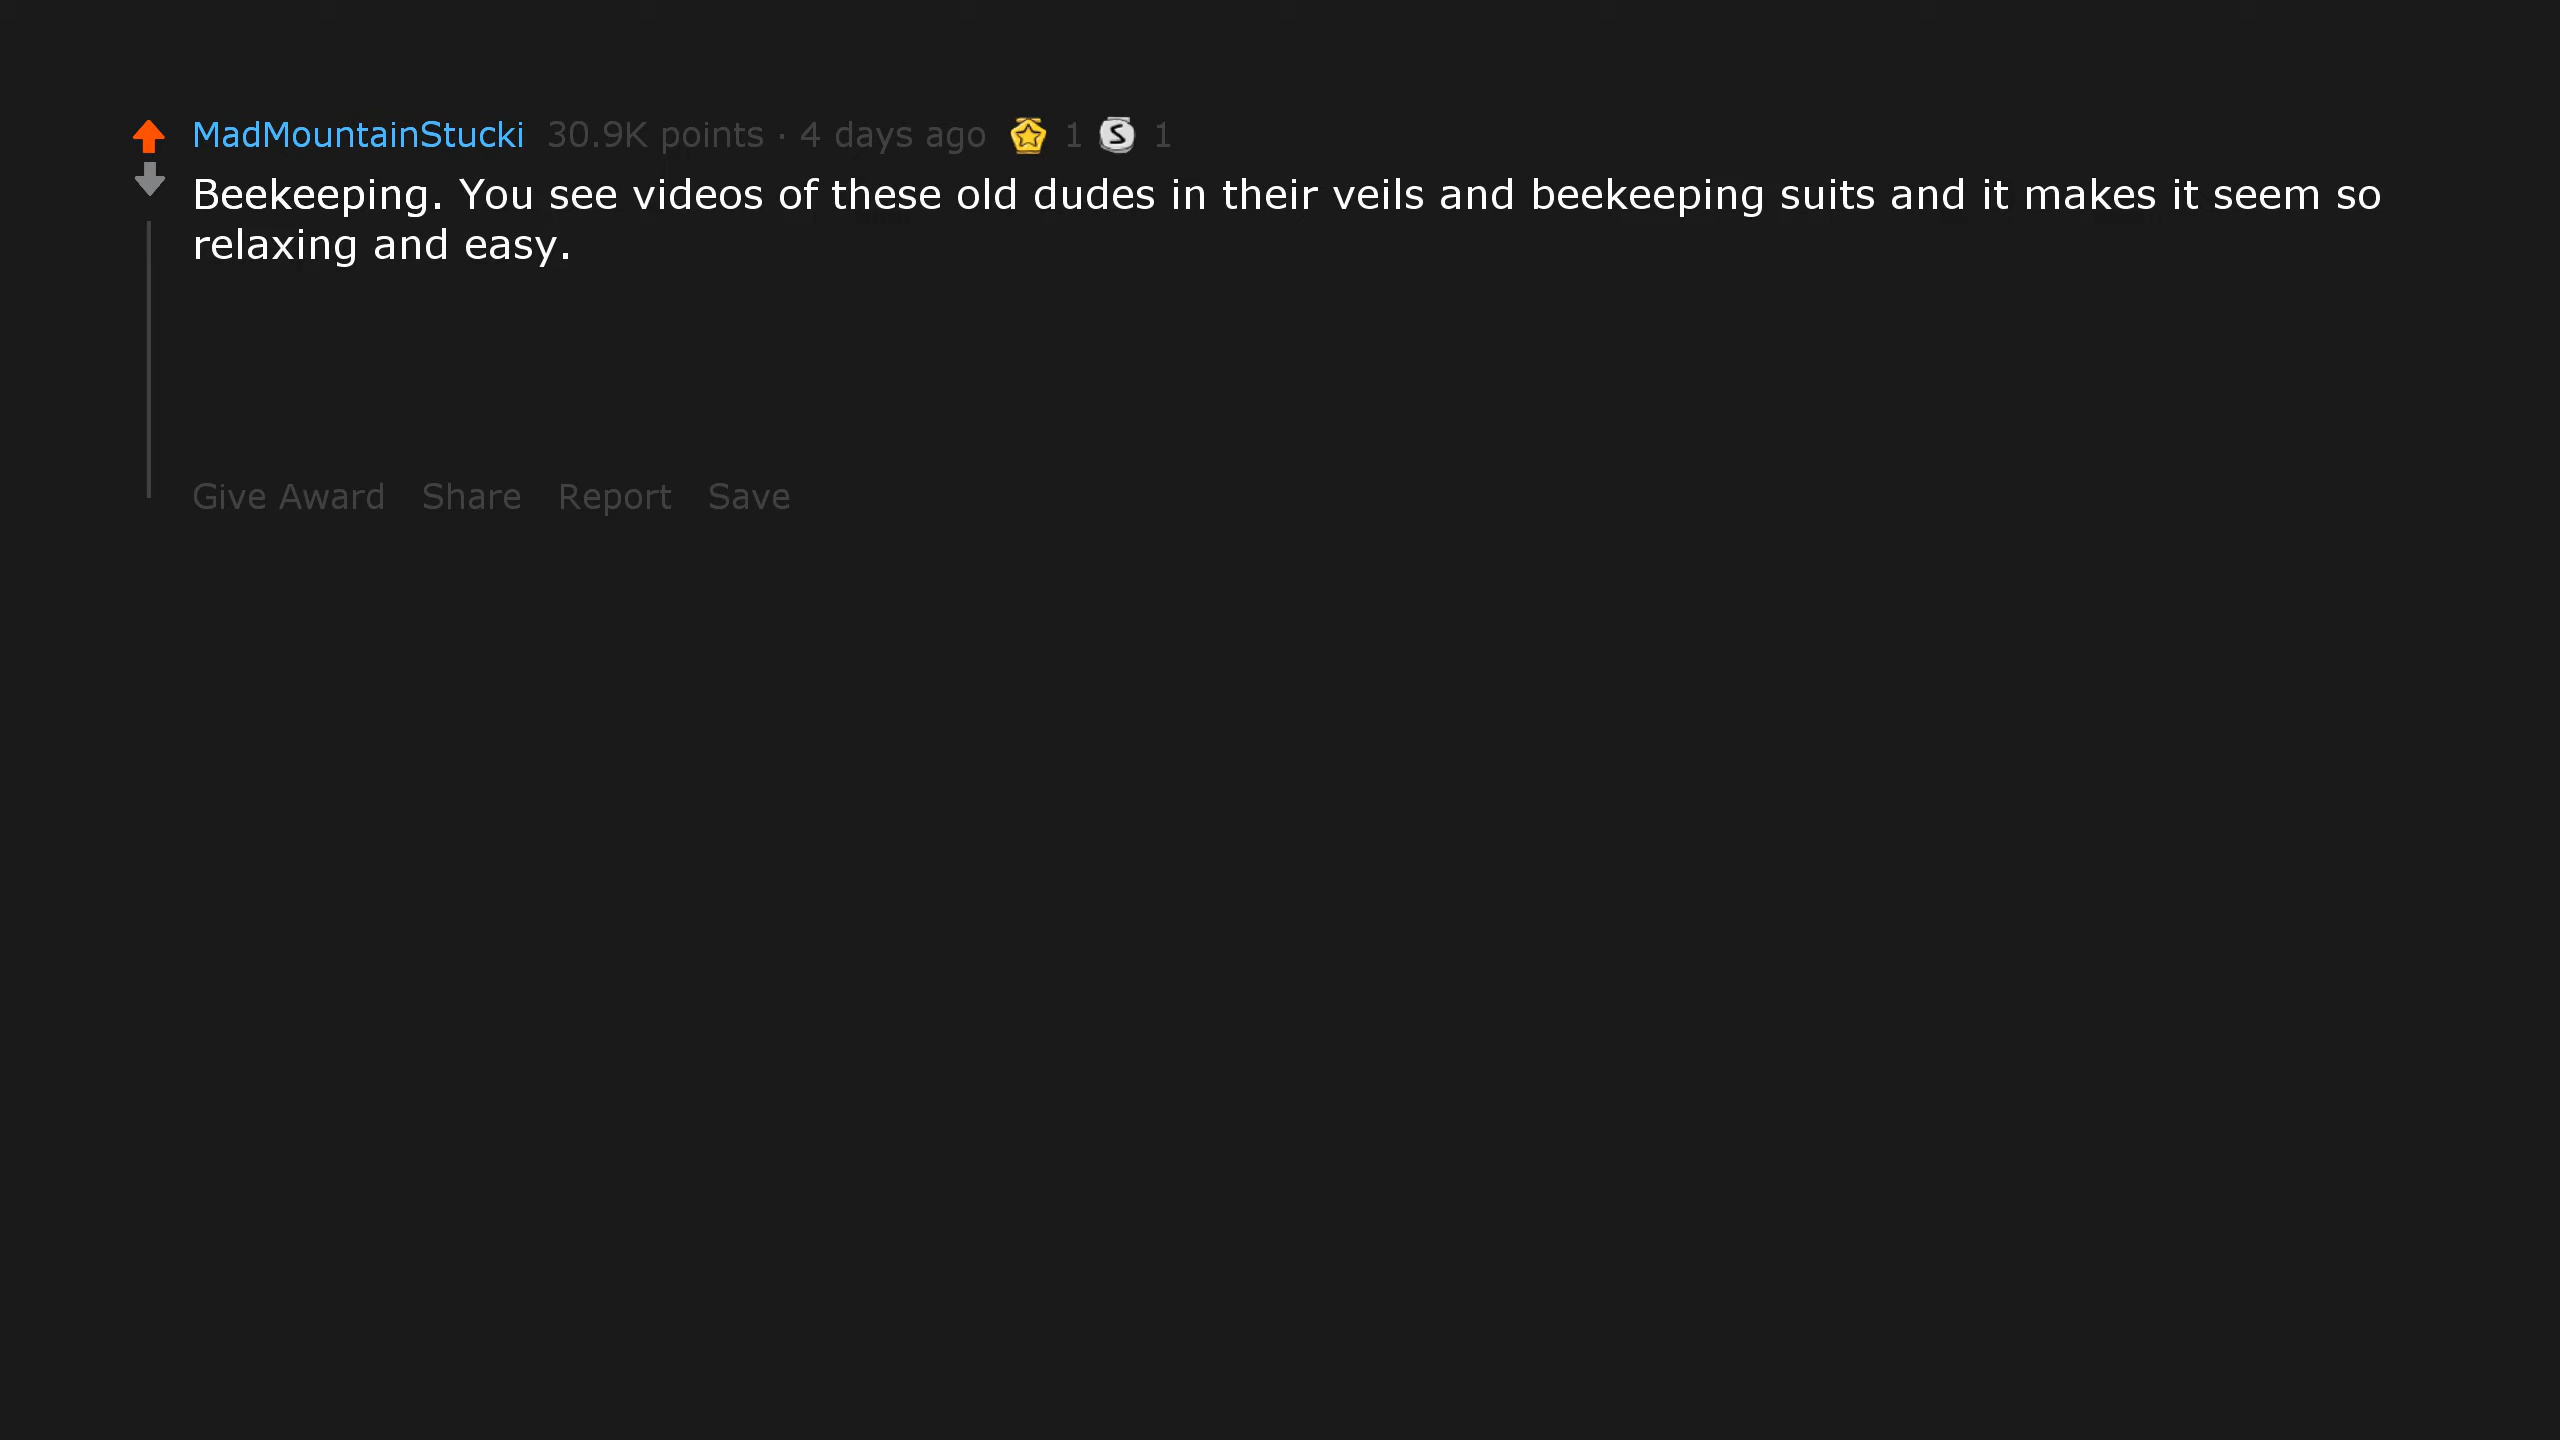 MadMountainStucki 30.9K points · 4 days ago 1 S 1
Beekeeping. You see videos of these old dudes in their veils and beekeeping suits and it makes it seem so
relaxing and easy.
Give Award Share Report Save